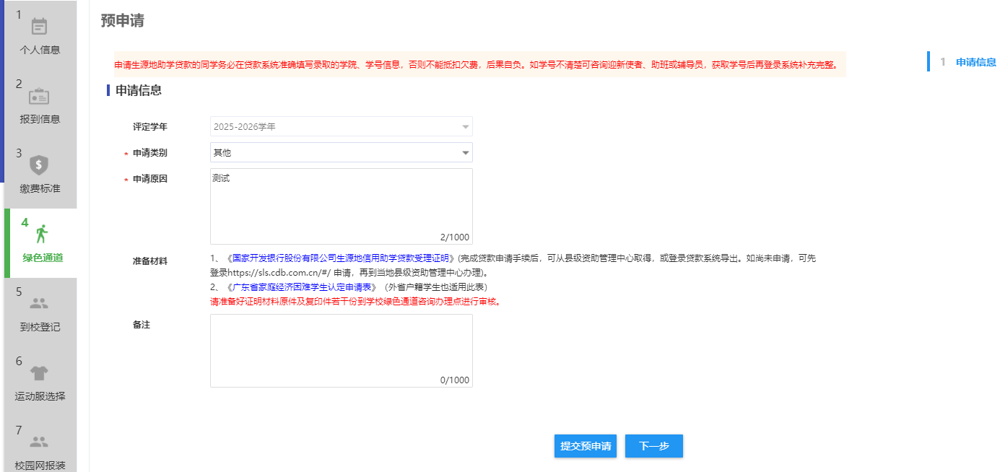 1
个人信息
2
报到信息
3
$
缴费标准
4
绿色通道
5
到校登记
6
运动服选择
7
校园网报装
预申请
申请生源地助学贷款的同学务必在贷款系统准确填写录取的学院、学号信息，否则不能抵扣欠费，后果自负。如学号不清楚可咨询迎新使者、助班或辅导员，获取学号后再登录系统补充完整。
申请信息
评定学年 2025-2026学年
* 申请类别 其他
* 申请原因 测试
2/1000
准备材料 1、《国家开发银行股份有限公司生源地信用助学贷款受理证明》(完成贷款申请手续后，可从县级资助管理中心取得，或登录贷款系统导出。如尚未申请，可先
登录https://sls.cdb.com.cn/#/ 申请，再到当地县级资助管理中心办理)。
2、《广东省家庭经济困难学生认定申请表》（外省户籍学生也适用此表）
请准备好证明材料原件及复印件若干份到学校绿色通道咨询办理点进行审核。
备注
0/1000
提交预申请 下一步
1 申请信息